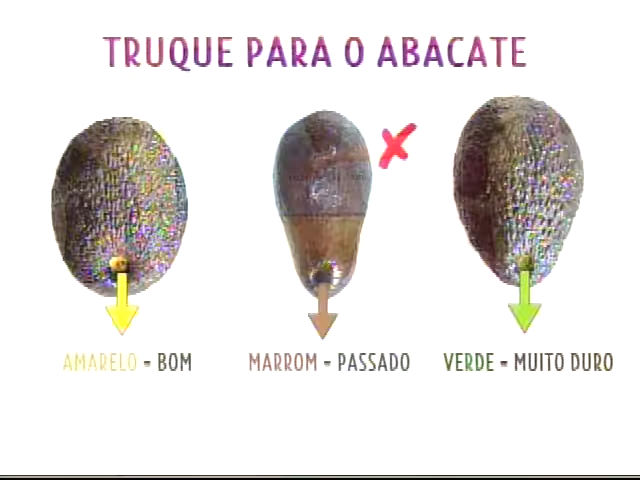 TRUQUE PARA O ABACATE
AMARELO = BOM
MARROM = PASSADO
VERDE = MUITO DURO